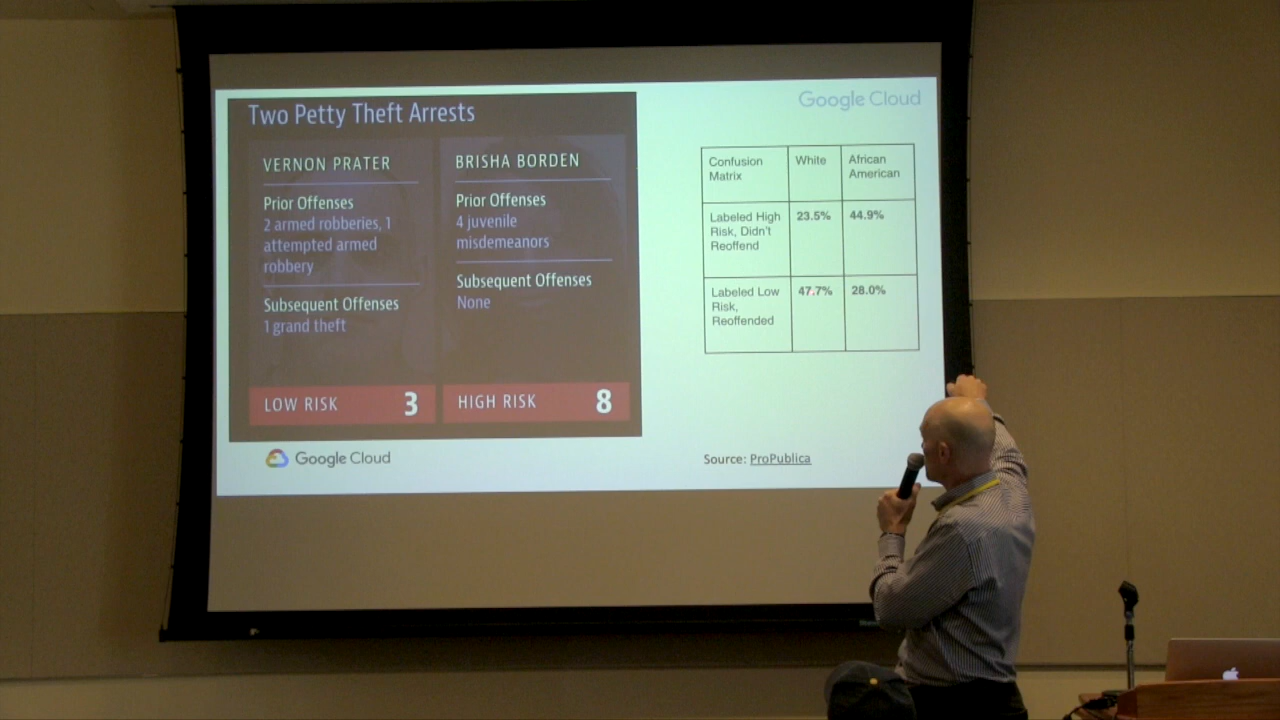 Two Petty Theft Arrests
VERNON PRATER
Prior Offenses
2 armed robberies, 1
attempted armed
robbery
Subsequent Offenses
1 grand theft
LOW RISK 3
BRISHA BORDEN
Prior Offenses
4 juvenile
misdemeanors
Subsequent Offenses
None
HIGH RISK 8
Google Cloud
Google Cloud
Confusion
Matrix
White
African
American
Labeled High
Risk, Didn't
Reoffend
23.5%
44.9%
Labeled Low
Risk,
Reoffended
47.7%
28.0%
Source: ProPublica